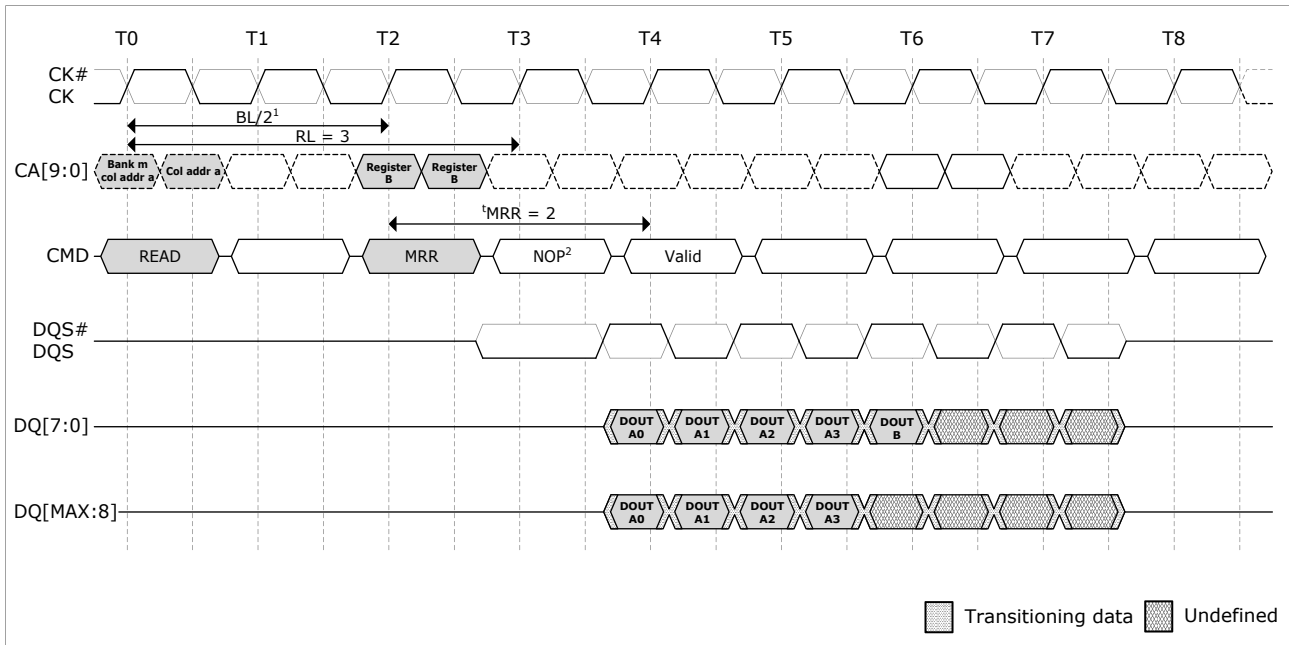 T0 T1 T2 T3 T4 T5 T6 T7 T8
CK#
CK
BL/2¹
RL = 3
CA[9:0]
Bank m
col addr a
Col addr a
Register
B
Register
B
ᵗMRR = 2
CMD READ MRR NOP² Valid
DQS#
DQS
DQ[7:0]
DOUT
A0
DOUT
A1
DOUT
A2
DOUT
A3
DOUT
B
DQ[MAX:8]
DOUT
A0
DOUT
A1
DOUT
A2
DOUT
A3
Transitioning data Undefined